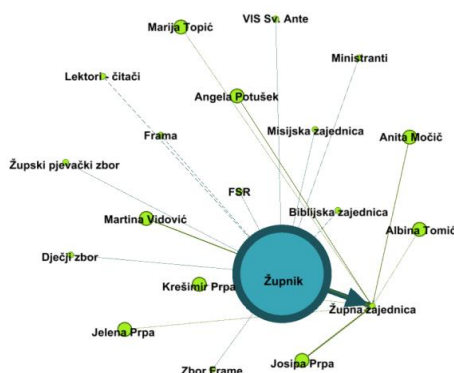 VIS Sv. Ante
Marija Topić
Ministranti
Lektori - čitači
Angela Potušek
Misijska zajednica
Frama
Anita Močić
Župski pjevački zbor
FSR
Biblijska zajednica
Martina Vidović
Albina Tomić
Dječji zbor
Župnik
Krešimir Prpa
Župna zajednica
Jelena Prpa
Josipa Prpa
Zbor Frame